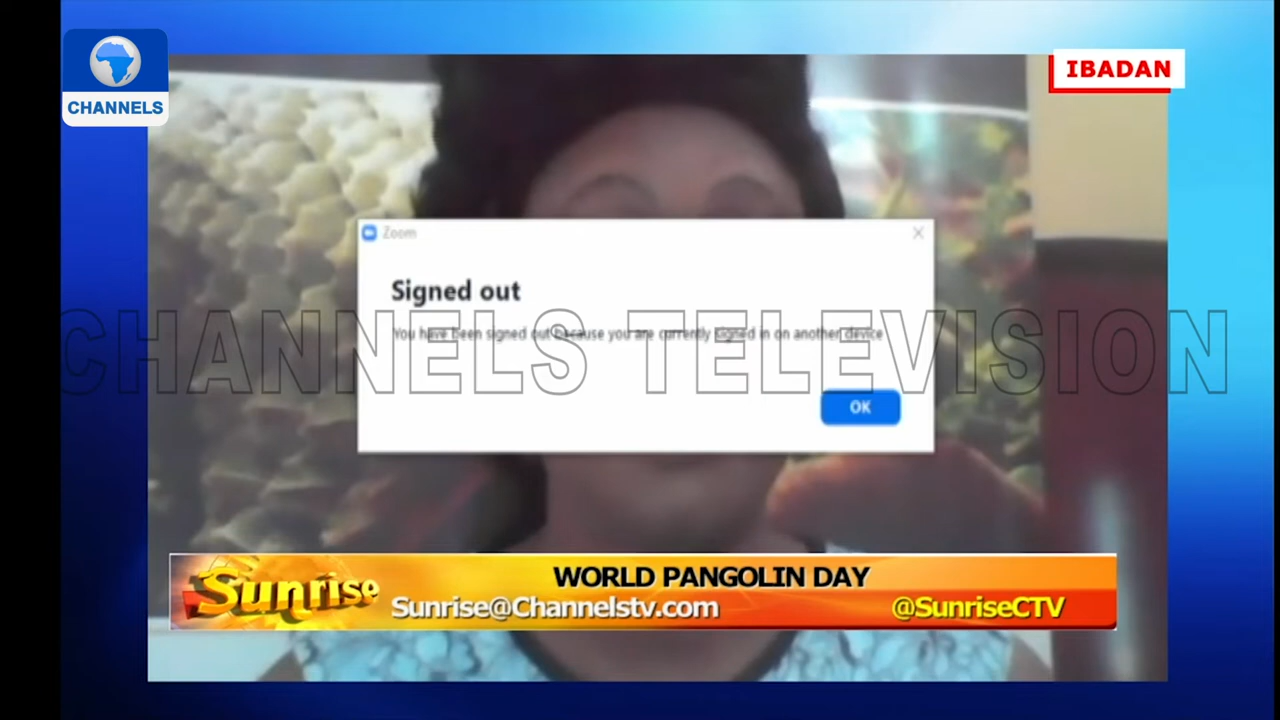 CHANNELS
IBADAN
Zoom
Signed out
You have been signed out because you are currently signed in on another device
OK
CHANNELS TELEVISION
Sunrise
WORLD PANGOLIN DAY
Sunrise@Channelstv.com
@SunriseCTV